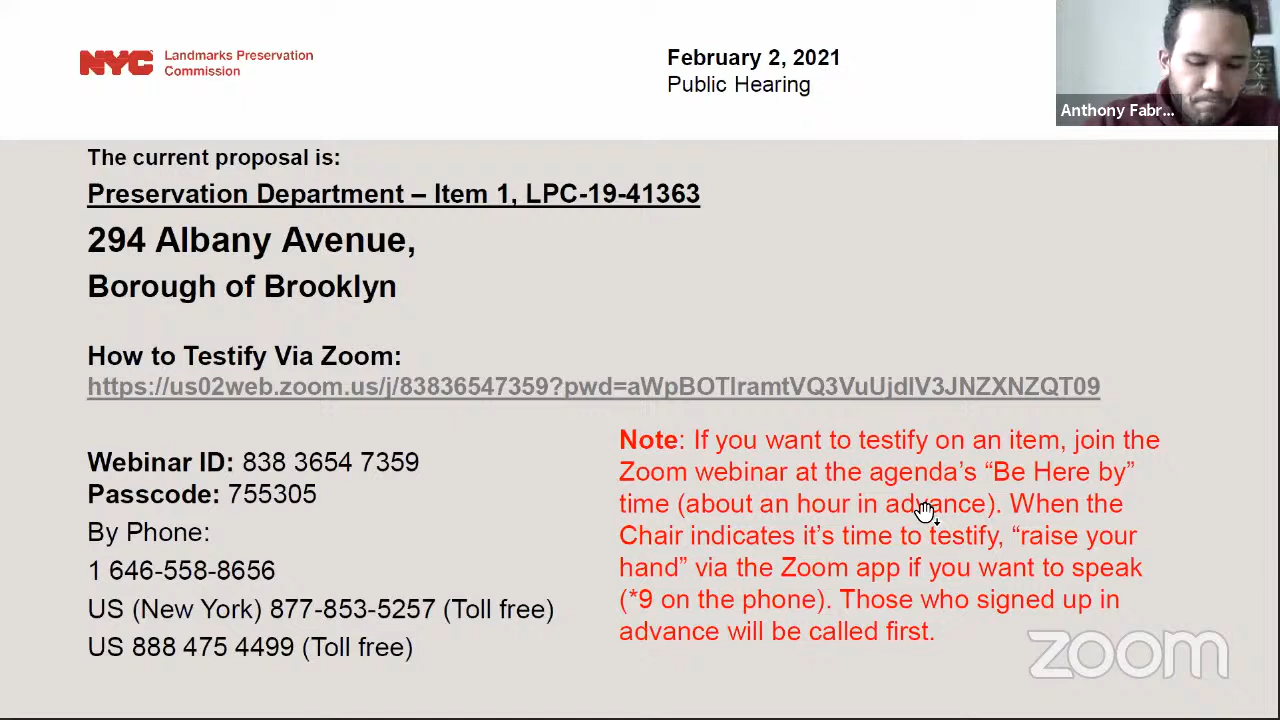 NYC Landmarks Preservation
Commission
February 2, 2021
Public Hearing
Anthony Fabr...
The current proposal is:
Preservation Department – Item 1, LPC-19-41363
294 Albany Avenue,
Borough of Brooklyn
How to Testify Via Zoom:
https://us02web.zoom.us/j/83836547359?pwd=aWpBOTlramtVQ3VuUjdlV3JNZXNZQT09
Webinar ID: 838 3654 7359
Passcode: 755305
By Phone:
1 646-558-8656
US (New York) 877-853-5257 (Toll free)
US 888 475 4499 (Toll free)
Note: If you want to testify on an item, join the
Zoom webinar at the agenda’s “Be Here by”
time (about an hour in advance). When the
Chair indicates it’s time to testify, “raise your
hand” via the Zoom app if you want to speak
(*9 on the phone). Those who signed up in
advance will be called first.
zoom